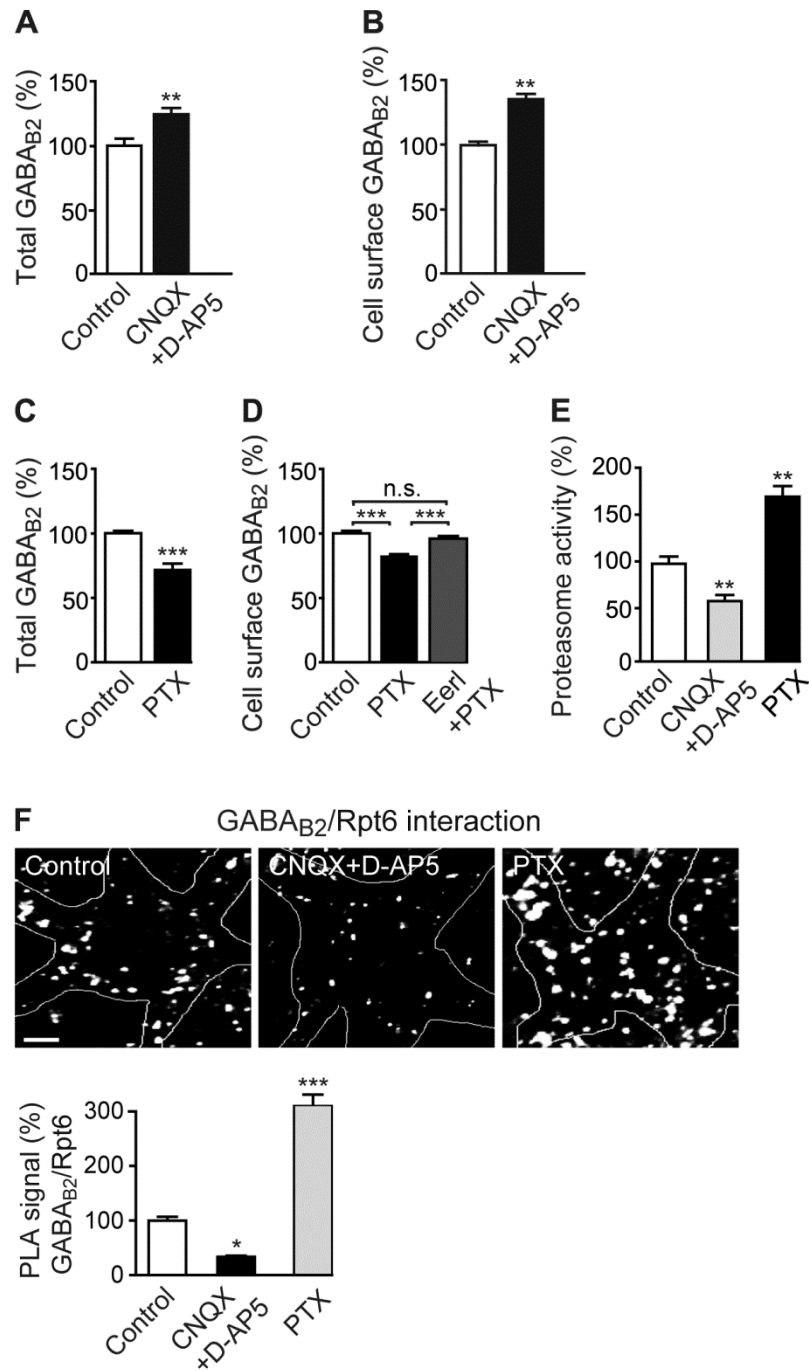 A
Total GABAB2 (%)
150
**
100
50
0
Control
CNQX
+D-AP5
B
Cell surface GABAB2 (%)
150
**
100
50
0
Control
CNQX
+D-AP5
C
Total GABAB2 (%)
150
100
***
50
0
Control
PTX
D
Cell surface GABAB2 (%)
150
n.s.
*** ***
100
50
0
Control
PTX
EerI
+PTX
E
Proteasome activity (%)
200
**
150
100
**
50
0
Control
CNQX
+D-AP5
PTX
F
GABAB2/Rpt6 interaction
Control
CNQX+D-AP5
PTX
PLA signal (%)
GABAB2/Rpt6
***
300
200
100
*
0
Control
CNQX
+D-AP5
PTX